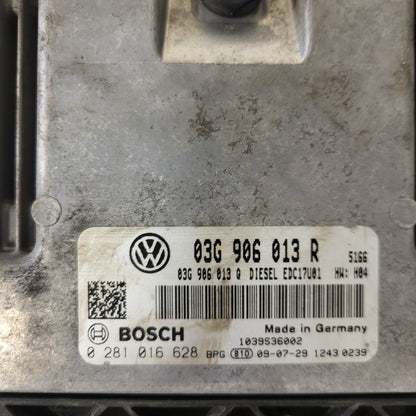 03G 906 013 R 5166
03G 906 013 Q DIESEL EDC17U01 HW: H04
BOSCH Made in Germany
1039S36002
0 281 016 628 BPG 81D 09-07-29 1243 0239